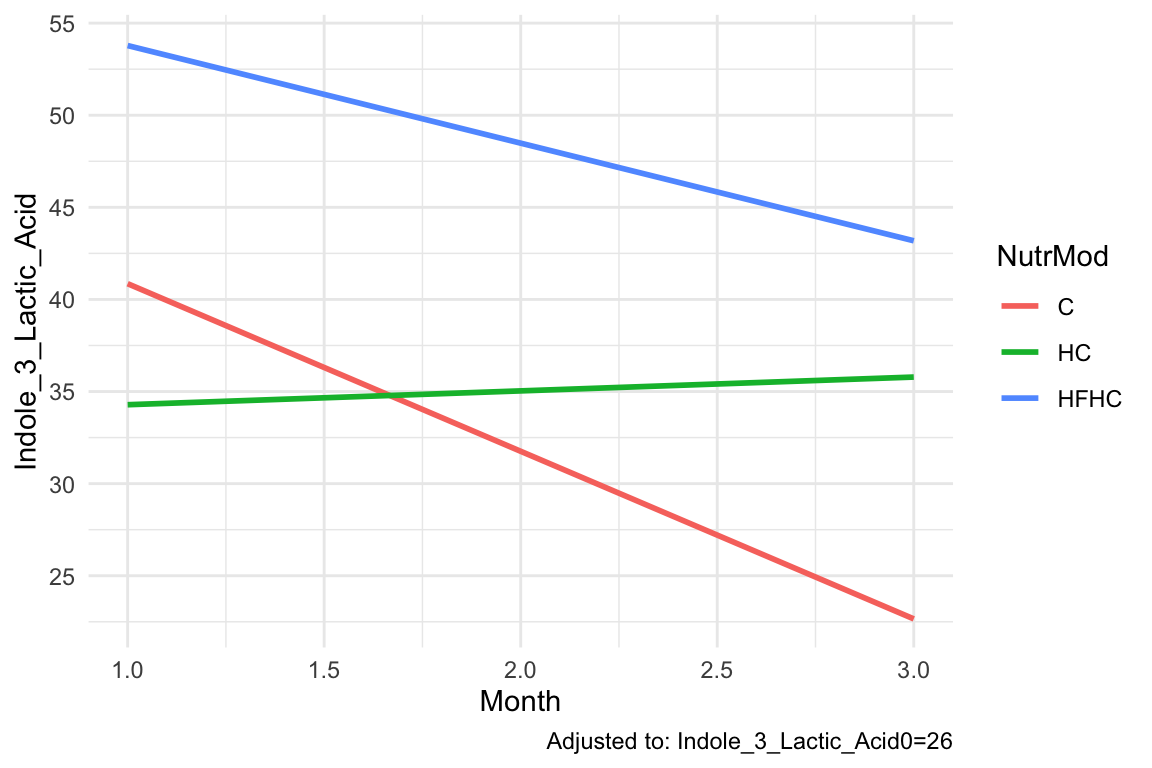 55
50
45
40
35
30
25
Indole_3_Lactic_Acid
1.0 1.5 2.0 2.5 3.0
Month
Adjusted to: Indole_3_Lactic_Acid0=26
NutrMod
C
HC
HFHC